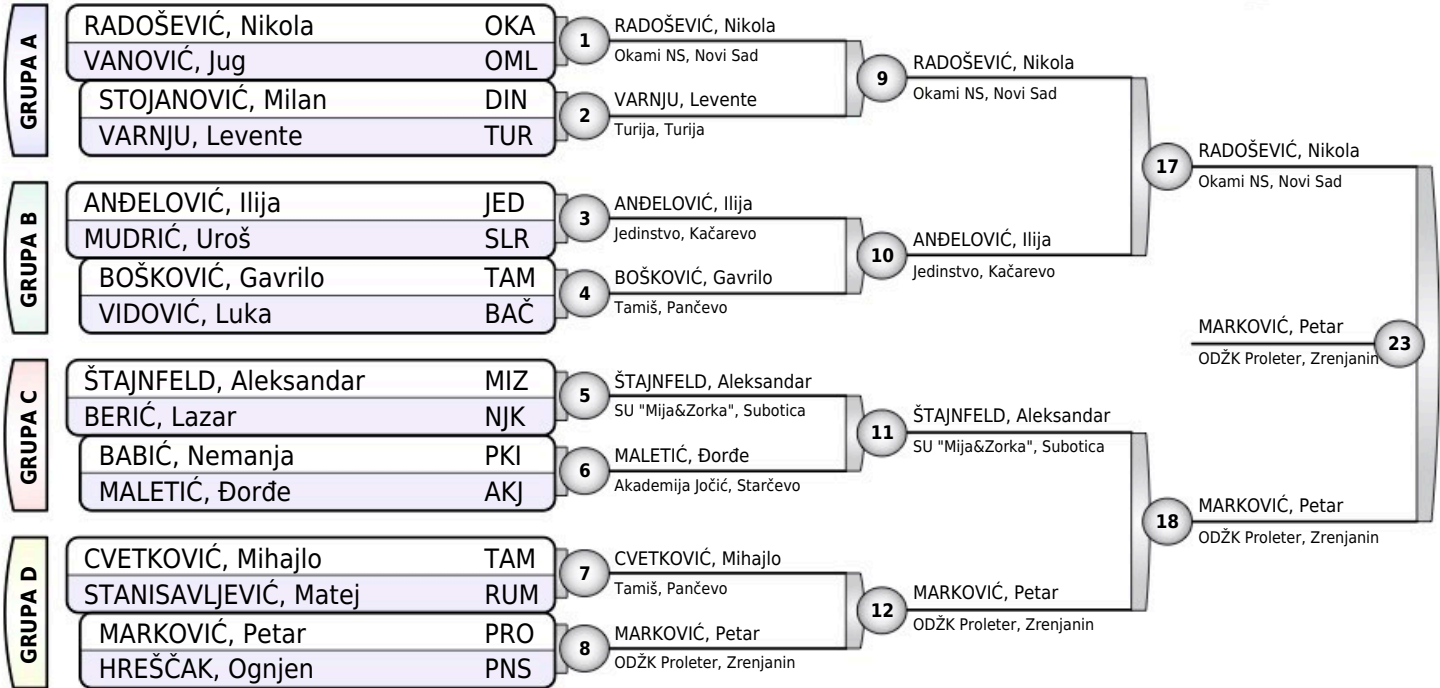 GRUPA A
RADOŠEVIĆ, Nikola OKA
VANOVIĆ, Jug OML
STOJANOVIĆ, Milan DIN
VARNJU, Levente TUR
GRUPA B
ANĐELOVIĆ, Ilija JED
MUDRIĆ, Uroš SLR
BOŠKOVIĆ, Gavrilo TAM
VIDOVIĆ, Luka BAČ
GRUPA C
ŠTAJNFELD, Aleksandar MIZ
BERIĆ, Lazar NJK
BABIĆ, Nemanja PKI
MALETIĆ, Đorđe AKJ
GRUPA D
CVETKOVIĆ, Mihajlo TAM
STANISAVLJEVIĆ, Matej RUM
MARKOVIĆ, Petar PRO
HREŠČAK, Ognjen PNS
1
RADOŠEVIĆ, Nikola
Okami NS, Novi Sad
2
VARNJU, Levente
Turija, Turija
3
ANĐELOVIĆ, Ilija
Jedinstvo, Kačarevo
4
BOŠKOVIĆ, Gavrilo
Tamiš, Pančevo
5
ŠTAJNFELD, Aleksandar
SU "Mija&Zorka", Subotica
6
MALETIĆ, Đorđe
Akademija Jočić, Starčevo
7
CVETKOVIĆ, Mihajlo
Tamiš, Pančevo
8
MARKOVIĆ, Petar
ODŽK Proleter, Zrenjanin
9
RADOŠEVIĆ, Nikola
Okami NS, Novi Sad
10
ANĐELOVIĆ, Ilija
Jedinstvo, Kačarevo
11
ŠTAJNFELD, Aleksandar
SU "Mija&Zorka", Subotica
12
MARKOVIĆ, Petar
ODŽK Proleter, Zrenjanin
17
RADOŠEVIĆ, Nikola
Okami NS, Novi Sad
18
MARKOVIĆ, Petar
ODŽK Proleter, Zrenjanin
MARKOVIĆ, Petar
ODŽK Proleter, Zrenjanin
23